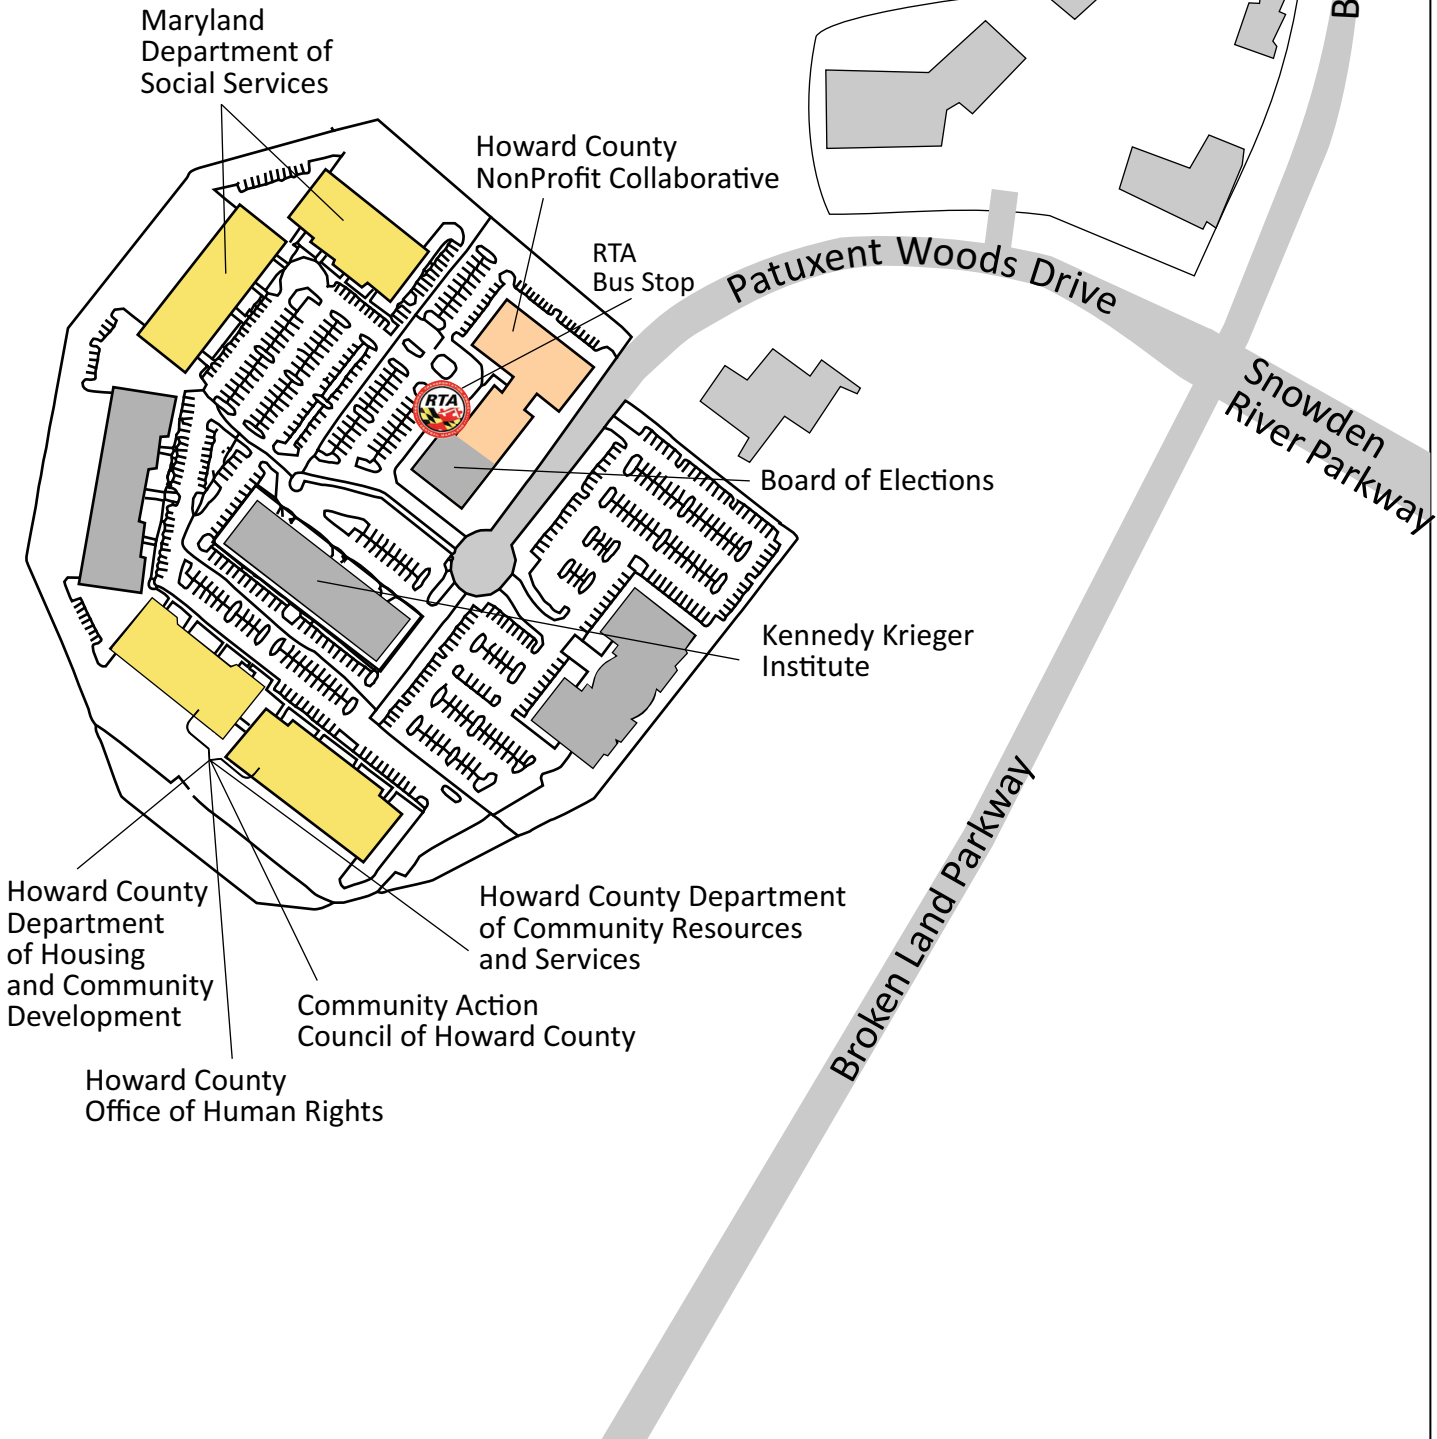 Maryland
Department of
Social Services
B
Howard County
NonProfit Collaborative
RTA
Bus Stop
Patuxent Woods Drive
Snowden
River Parkway
RTA
Board of Elections
Kennedy Krieger
Institute
Broken Land Parkway
Howard County
Department
of Housing
and Community
Development
Howard County Department
of Community Resources
and Services
Community Action
Council of Howard County
Howard County
Office of Human Rights